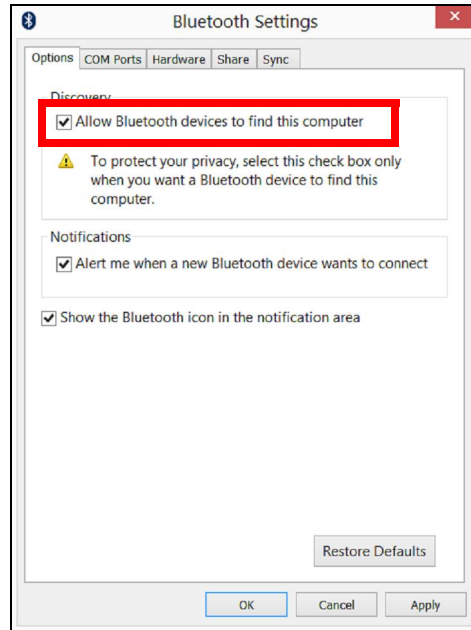 Bluetooth Settings
Options COM Ports Hardware Share Sync
Discovery
Allow Bluetooth devices to find this computer
To protect your privacy, select this check box only
when you want a Bluetooth device to find this
computer.
Notifications
Alert me when a new Bluetooth device wants to connect
Show the Bluetooth icon in the notification area
Restore Defaults
OK Cancel Apply